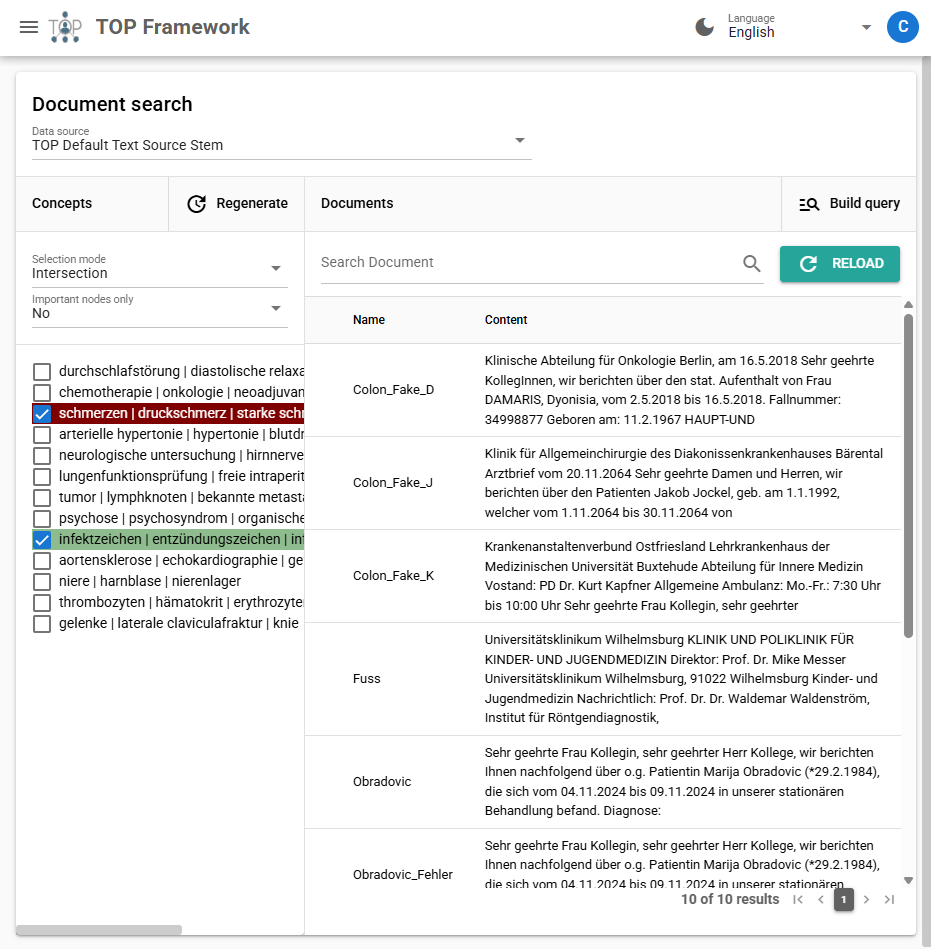 TOP
TOP Framework
Language
English
C
Document search
Data source
TOP Default Text Source Stem
Concepts
Regenerate
Documents
Build query
Selection mode
Intersection
Important nodes only
No
durchschlafstörung | diastolische relaxa
chemotherapie | onkologie | neoadjuvan
schmerzen | druckschmerz | starke schr
arterielle hypertonie | hypertonie | blutdr
neurologische untersuchung | hirnnerve
lungenfunktionsprüfung | freie intraperit
tumor | lymphknoten | bekannte metasta
psychose | psychosyndrom | organische
infektzeichen | entzündungszeichen | inf
aortensklerose | echokardiographie | ge
niere | harnblase | nierenlager
thrombozyten | hämatokrit | erythrozyte
gelenke | laterale claviculafraktur | knie
Search Document
RELOAD
Name
Content
Colon_Fake_D
Klinische Abteilung für Onkologie Berlin, am 16.5.2018 Sehr geehrte
KollegInnen, wir berichten über den stat. Aufenthalt von Frau
DAMARIS, Dyonisia, vom 2.5.2018 bis 16.5.2018. Fallnummer:
34998877 Geboren am: 11.2.1967 HAUPT-UND
Colon_Fake_J
Klinik für Allgemeinchirurgie des Diakonissenkrankenhauses Bärental
Arztbrief vom 20.11.2064 Sehr geehrte Damen und Herren, wir
berichten über den Patienten Jakob Jockel, geb. am 1.1.1992,
welcher vom 1.11.2064 bis 30.11.2064 von
Colon_Fake_K
Krankenanstaltenverbund Ostfriesland Lehrkrankenhaus der
Medizinischen Universität Buxtehude Abteilung für Innere Medizin
Vostand: PD Dr. Kurt Kapfner Allgemeine Ambulanz: Mo.-Fr.: 7:30 Uhr
bis 10:00 Uhr Sehr geehrte Frau Kollegin, sehr geehrter
Fuss
Universitätsklinikum Wilhelmsburg KLINIK UND POLIKLINIK FÜR
KINDER- UND JUGENDMEDIZIN Direktor: Prof. Dr. Mike Messer
Universitätsklinikum Wilhelmsburg, 91022 Wilhelmsburg Kinder- und
Jugendmedizin Nachrichtlich: Prof. Dr. Dr. Waldemar Waldenström,
Institut für Röntgendiagnostik,
Obradovic
Sehr geehrte Frau Kollegin, sehr geehrter Herr Kollege, wir berichten
Ihnen nachfolgend über o.g. Patientin Marija Obradovic (*29.2.1984),
die sich vom 04.11.2024 bis 09.11.2024 in unserer stationären
Behandlung befand. Diagnose:
Obradovic_Fehler
Sehr geehrte Frau Kollegin, sehr geehrter Herr Kollege, wir berichten
Ihnen nachfolgend über o.g. Patientin Marija Obradovic (*29.2.1984),
die sich vom 04.11.2024 bis 09.11.2024 in unserer stationären
10 of 10 results
1